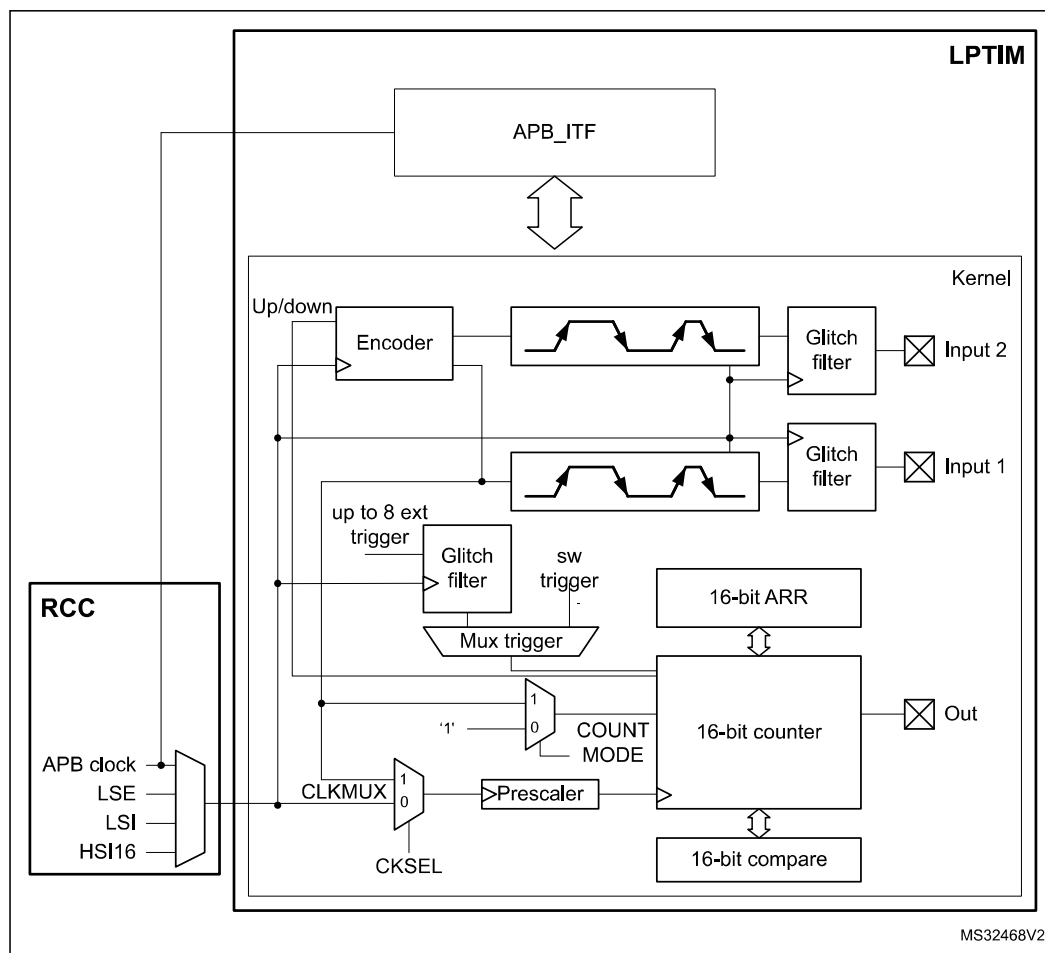 LPTIM
APB_ITF
Kernel
Up/down
Encoder
Glitch
filter
Input 2
Glitch
filter
Input 1
up to 8 ext
trigger
Glitch
filter
sw
trigger
Mux trigger
16-bit ARR
RCC
1
'1'
0
COUNT
MODE
16-bit counter
Out
APB clock
LSE
LSI
HSI16
CLKMUX
1
0
Prescaler
CKSEL
16-bit compare
MS32468V2